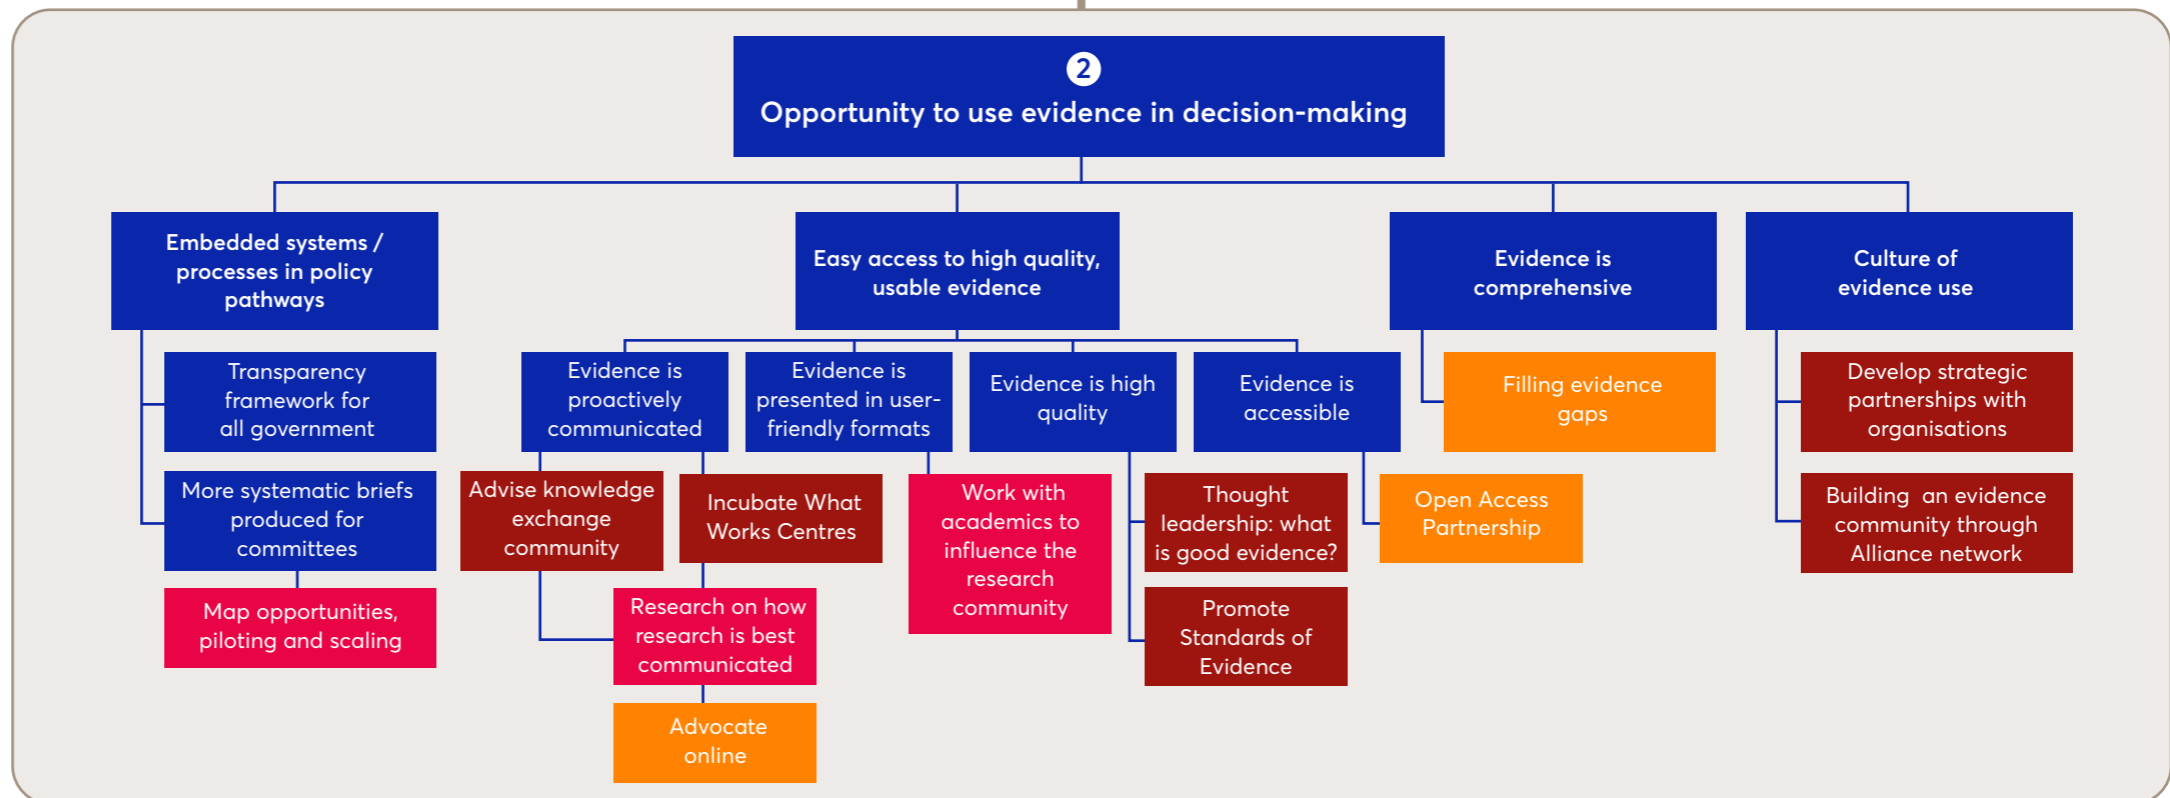 2
Opportunity to use evidence in decision-making
Embedded systems /
processes in policy
pathways
Easy access to high quality,
usable evidence
Evidence is
comprehensive
Culture of
evidence use
Transparency
framework for
all government
More systematic briefs
produced for
committees
Map opportunities,
piloting and scaling
Evidence is
proactively
communicated
Evidence is
presented in user-
friendly formats
Evidence is high
quality
Evidence is
accessible
Advise knowledge
exchange
community
Incubate What
Works Centres
Research on how
research is best
communicated
Advocate
online
Work with
academics to
influence the
research
community
Thought
leadership: what
is good evidence?
Promote
Standards of
Evidence
Open Access
Partnership
Filling evidence
gaps
Develop strategic
partnerships with
organisations
Building  an evidence
community through
Alliance network